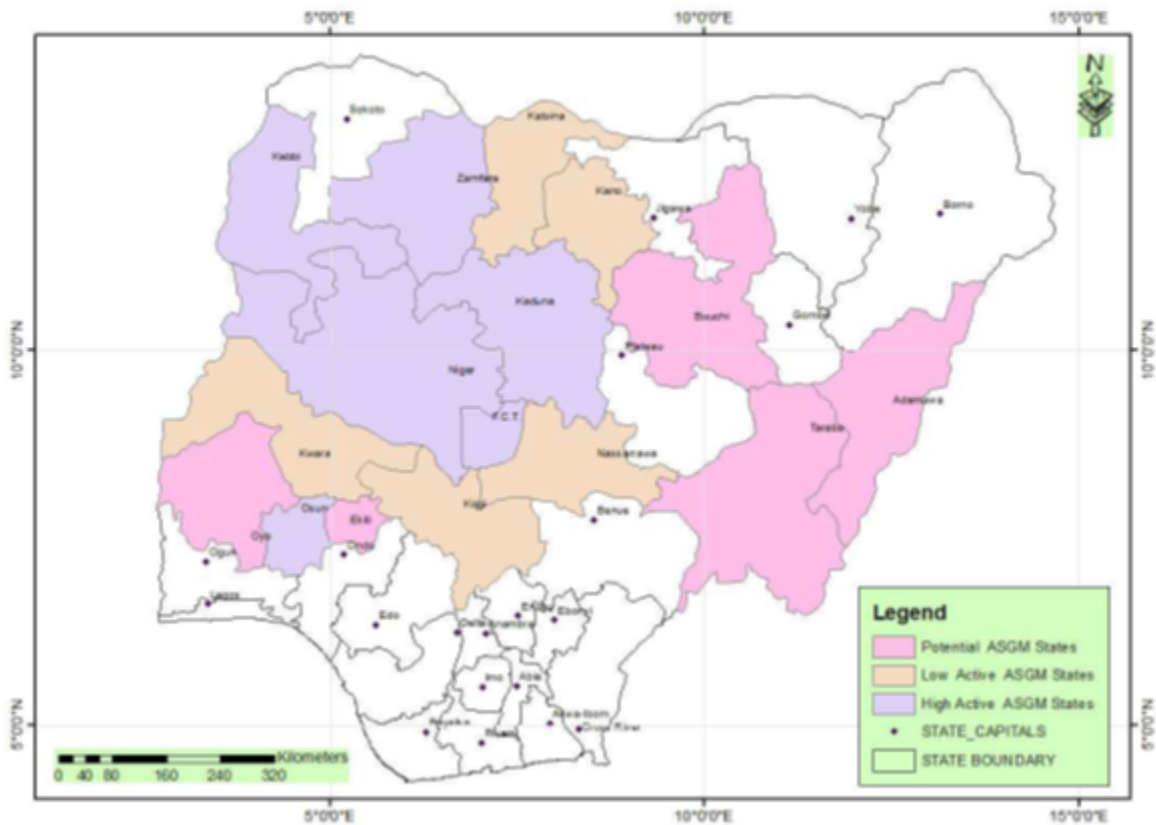 5°0'0"E 10°0'0"E 15°0'0"E
N
Sokoto
Katsina
Kebbi
Zamfara
Kano
Jigawa
Yobe
Borno
Kaduna
Bauchi
Gombe
10°0'0"N
10°0'0"N
Plateau
Niger
Adamawa
F.C.T.
Taraba
Kwara
Nassarawa
Kogi
Osun
Ekiti
Benue
Oyo
Ondo
Ogun
Lagos
Edo
Enugu
Ebonyi
Delta
Anambra
Imo
Abia
Akwa-Ibom
Cross River
5°0'0"N
5°0'0"N
Legend
Potential ASGM States
Low Active ASGM States
High Active ASGM States
STATE_CAPITALS
STATE BOUNDARY
Kilometers
0 40 80 160 240 320
5°0'0"E 10°0'0"E 15°0'0"E